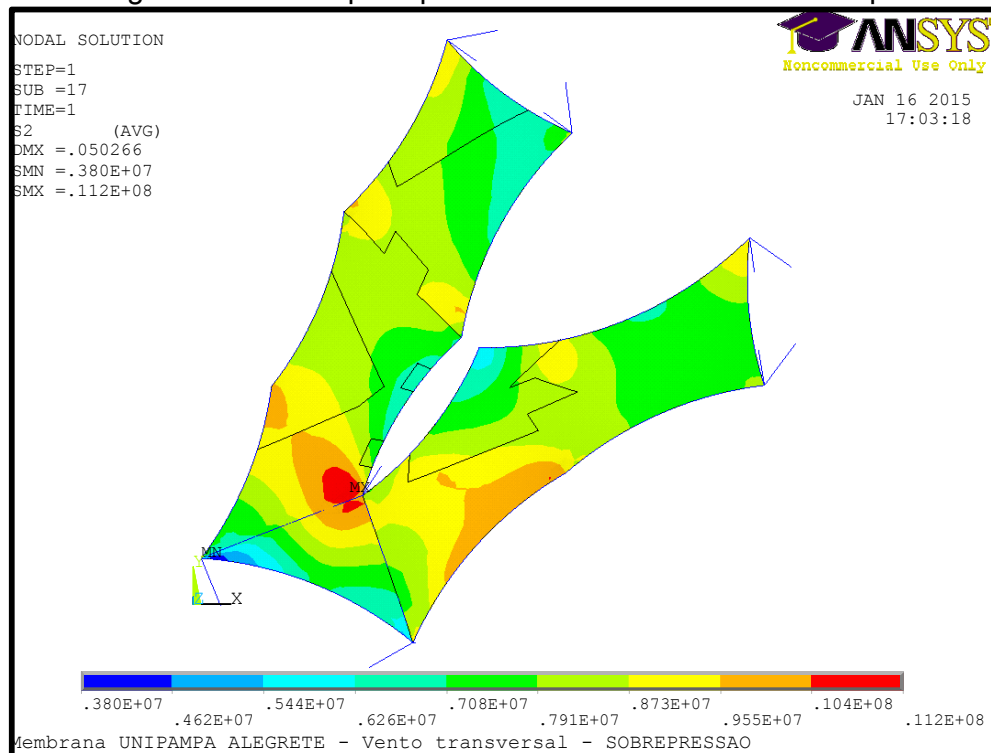 NODAL SOLUTION
STEP=1
SUB =17
TIME=1
S2 (AVG)
DMX =.050266
SMN =.380E+07
SMX =.112E+08
ANSYS
Noncommercial Use Only
JAN 16 2015
17:03:18
MX
MN
Y
Z X
.380E+07 .544E+07 .708E+07 .873E+07 .104E+08
.462E+07 .626E+07 .791E+07 .955E+07 .112E+08
Membrana UNIPAMPA ALEGRETE - Vento transversal - SOBREPRESSAO